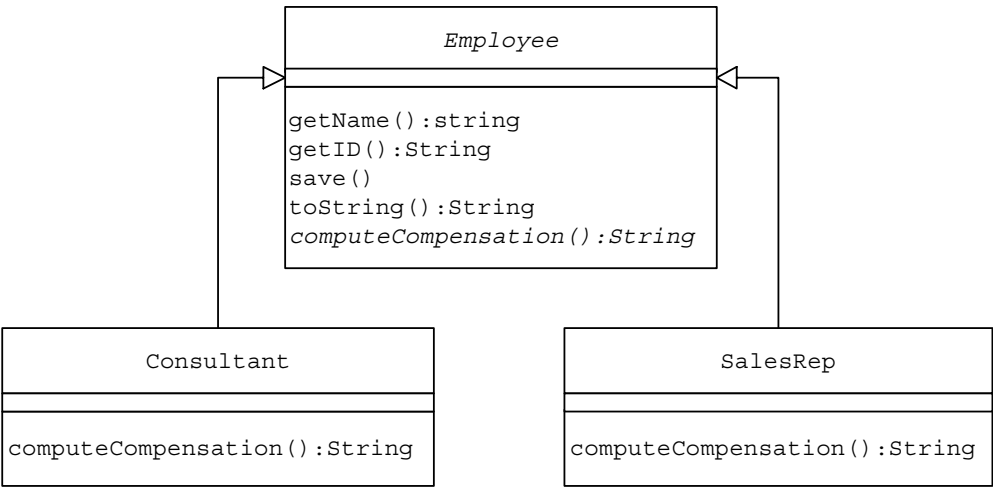 Employee
getName():string
getID():String
save()
toString():String
computeCompensation():String
Consultant
computeCompensation():String
SalesRep
computeCompensation():String